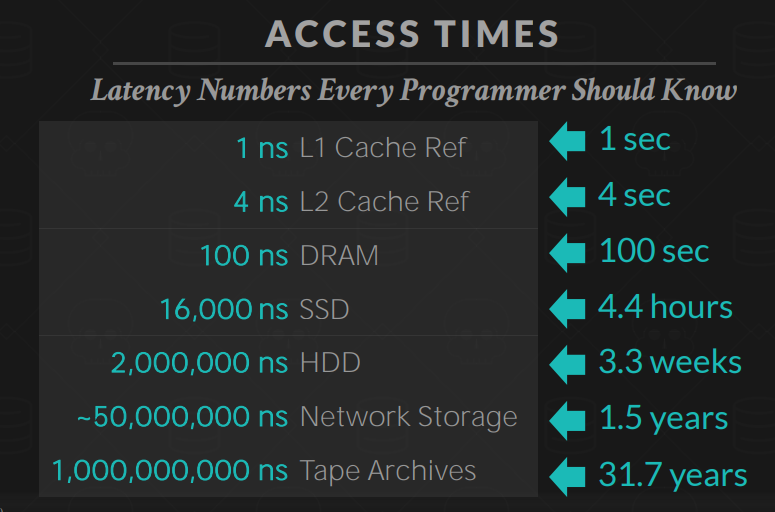 ACCESS TIMES
Latency Numbers Every Programmer Should Know
1 ns L1 Cache Ref 1 sec
4 ns L2 Cache Ref 4 sec
100 ns DRAM 100 sec
16,000 ns SSD 4.4 hours
2,000,000 ns HDD 3.3 weeks
~50,000,000 ns Network Storage 1.5 years
1,000,000,000 ns Tape Archives 31.7 years